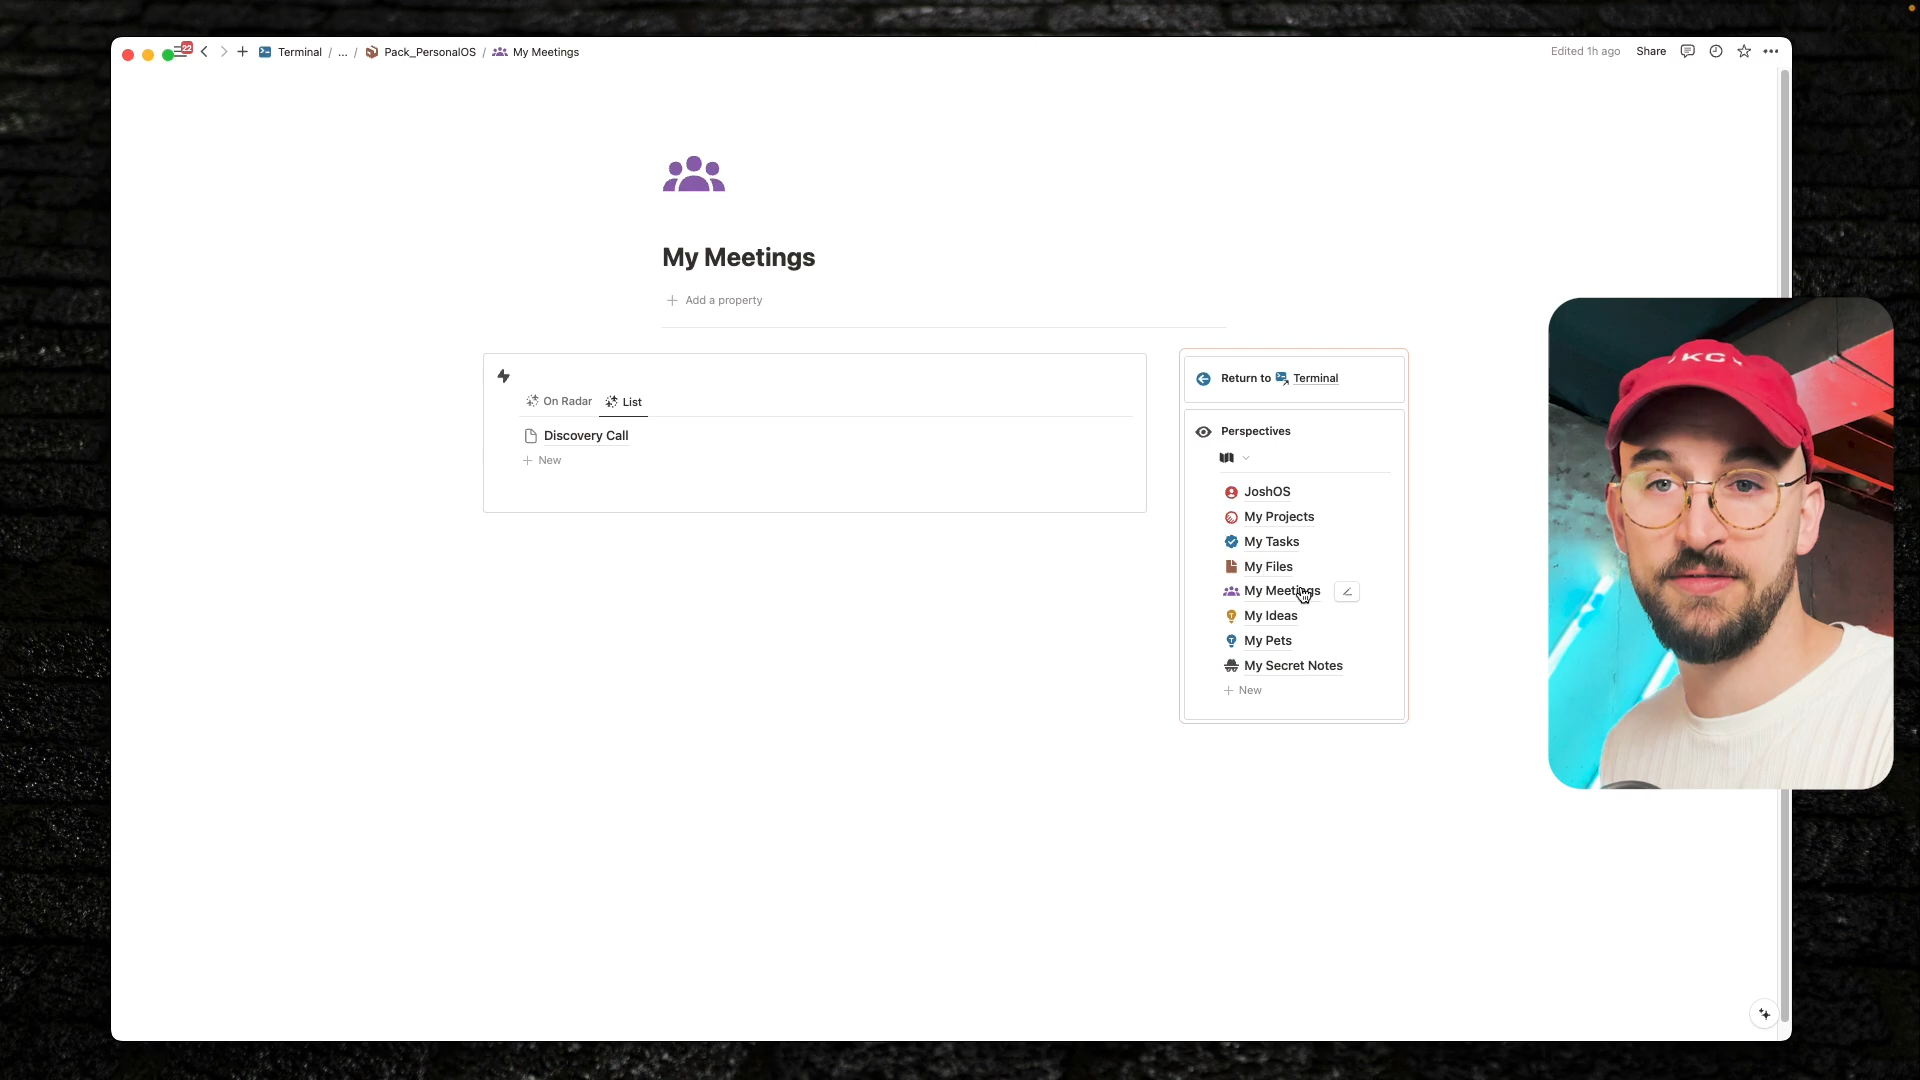 22
Terminal / ... / Pack_PersonalOS / My Meetings
Edited 1h ago Share
My Meetings
Add a property
On Radar List
Discovery Call
New
Return to Terminal
Perspectives
JoshOS
My Projects
My Tasks
My Files
My Meetings
My Ideas
My Pets
My Secret Notes
New
KC